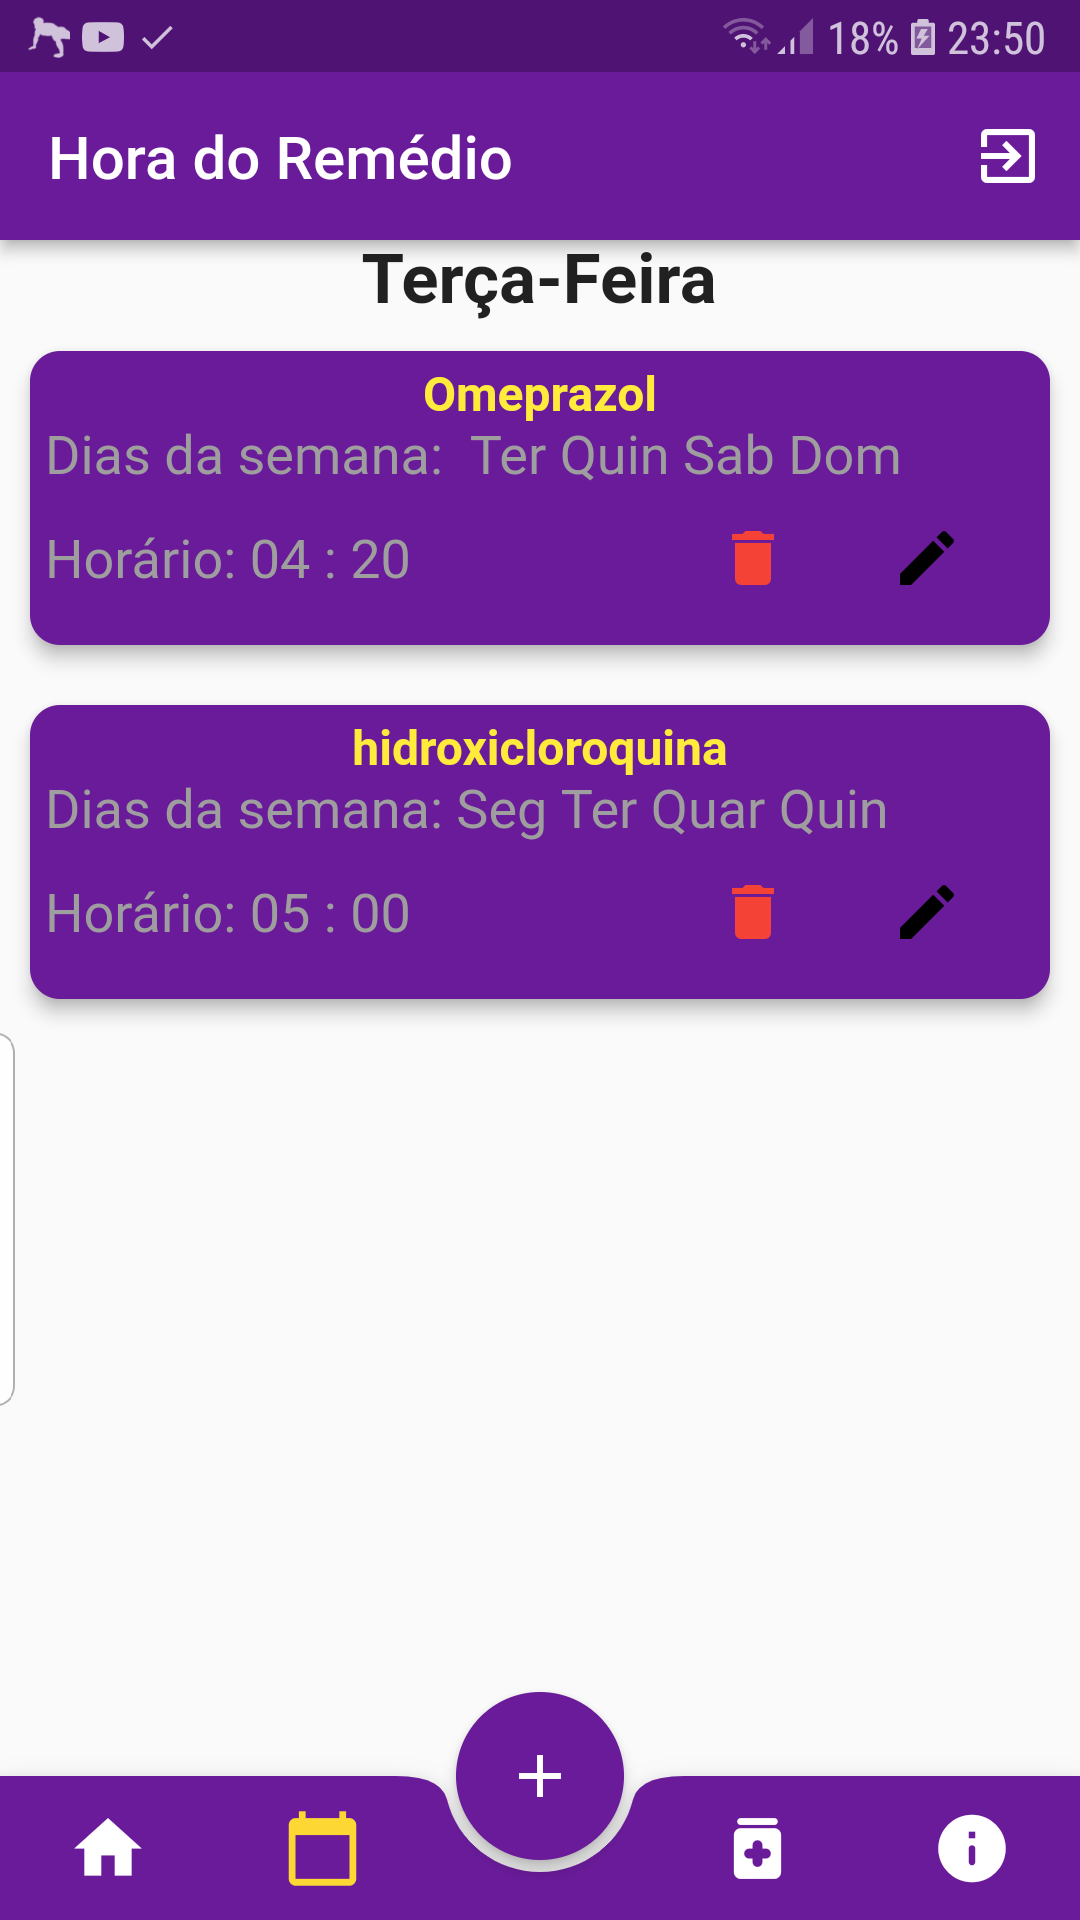 18% 23:50
Hora do Remédio
Terça-Feira
Omeprazol
Dias da semana:  Ter Quin Sab Dom
Horário: 04 : 20
hidroxicloroquina
Dias da semana: Seg Ter Quar Quin
Horário: 05 : 00